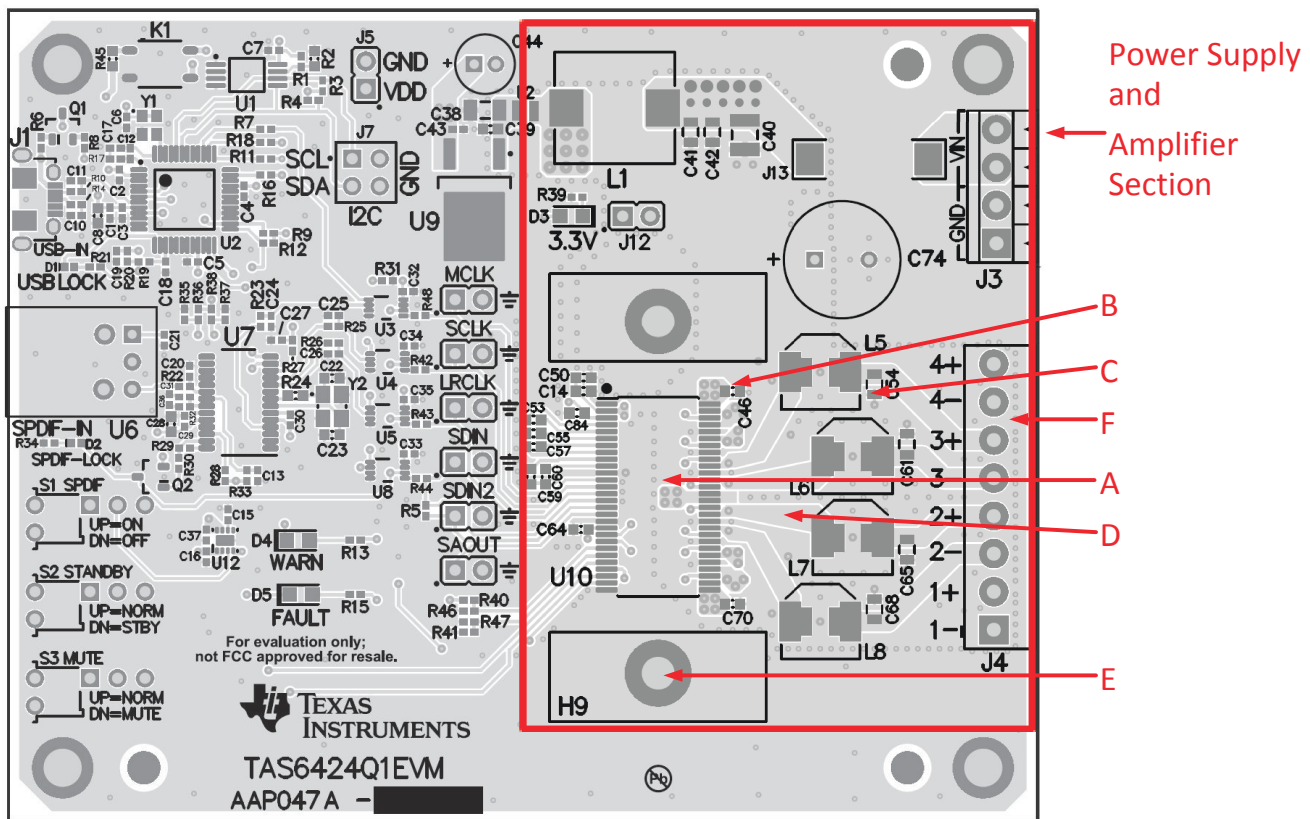 K1
C7
R45
U1
R1
R2
R3
R4
J5
GND
VDD
+
C44
L2
C38
C43
C39
Q1
R6
J1
Y1
C6
C17
C12
R8
R17
R7
R18
R11
R16
J7
SCL
SDA
GND
I2C
C11
R10
R14
C2
C10
C8
C1
C3
C4
U2
R9
R12
U9
USB-IN
R21
D1
USB LOCK
C19
R20
R19
C18
C5
C41
C42
C40
L1
J13
R39
D3
3.3V
J12
VIN
GND
J3
+
C74
Power Supply
and
Amplifier
Section
R35
R36
R38
R37
R23
C24
C27
C25
R25
R26
C26
R27
R31
C32
R48
U3
MCLK
C21
U7
C20
R22
C31
C36
R32
C28
C29
R29
R30
R24
C22
Y2
C30
C23
C34
R42
U4
SCLK
C35
R43
U5
LRCLK
C33
R44
U8
SDIN
R5
SDIN2
SAOUT
U6
SPDIF-IN
R34
D2
SPDIF-LOCK
Q2
R28
R33
C13
S1 SPDIF
UP=ON
DN=OFF
C15
C37
C16
U12
D4
WARN
R13
S2 STANDBY
UP=NORM
DN=STBY
D5
FAULT
R15
R46
R40
R47
R41
For evaluation only;
not FCC approved for resale.
S3 MUTE
UP=NORM
DN=MUTE
C50
C14
C84
C53
C55
C57
C60
C59
C64
U10
C46
C70
L5
C54
L6
C61
L7
C65
L8
C68
4+
4-
3+
3
2+
2-
1+
1-
J4
B
C
F
A
D
E
H9
TEXAS
INSTRUMENTS
TAS6424Q1EVM
AAP047A -
Pb